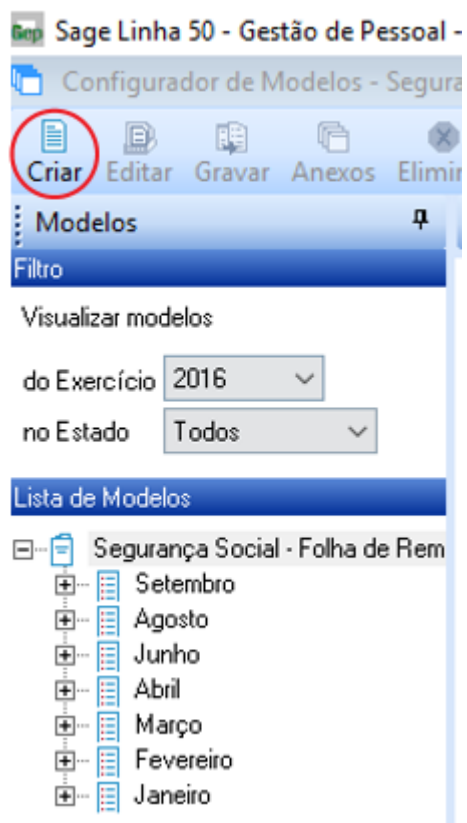 Gep Sage Linha 50 - Gestão de Pessoal -
Configurador de Modelos - Segura
Criar Editar Gravar Anexos Elimin
Modelos
Filtro
Visualizar modelos
do Exercício 2016
no Estado Todos
Lista de Modelos
Segurança Social - Folha de Rem
Setembro
Agosto
Junho
Abril
Março
Fevereiro
Janeiro